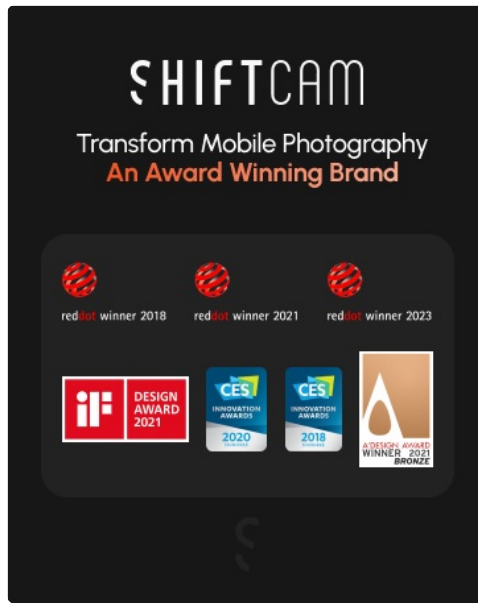 SHIFTCAM
Transform Mobile Photography
An Award Winning Brand
reddot winner 2018
reddot winner 2021
reddot winner 2023
iF
DESIGN
AWARD
2021
CES
INNOVATION
AWARDS
2020
CES
INNOVATION
AWARDS
2018
A'DESIGN AWARD
WINNER 2021
BRONZE